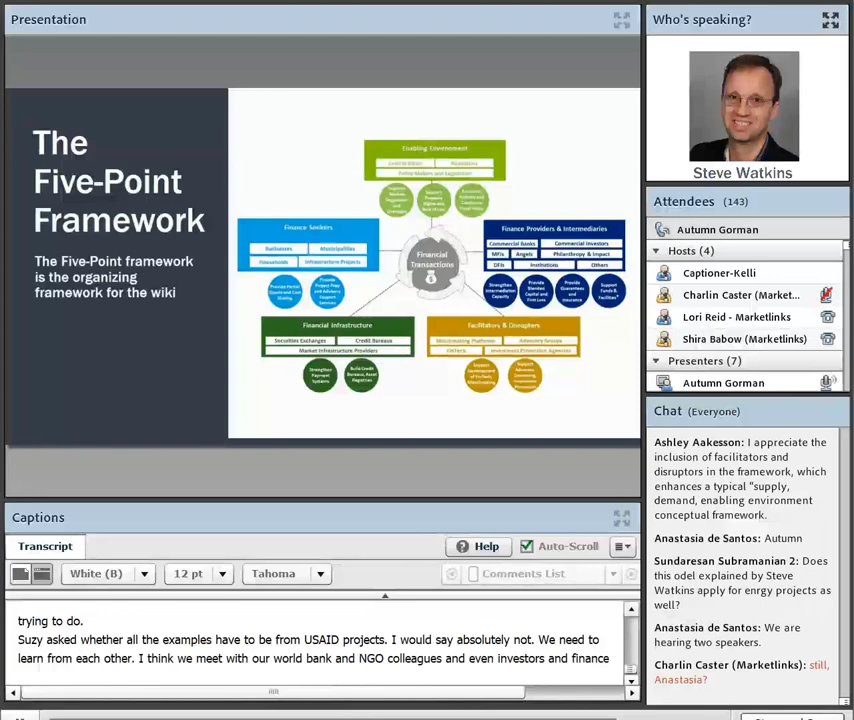 Presentation
The
Five-Point
Framework
The Five-Point framework
is the organizing
framework for the wiki
Enabling Environment
Finance Seekers
Businesses
Municipalities
Households
Infrastructure Projects
Financial
Transactions
$
Finance Providers & Intermediaries
Commercial Banks
Commercial Investors
MFIs
Angels
Philanthropy & Impact
DFIs
Institutions
Others
Financial Infrastructure
Securities Exchanges
Credit Bureaus
Market Infrastructure Providers
Facilitators & Disrupters
Matchmaking Platforms
Advisory Groups
Who's speaking?
Steve Watkins
Attendees (143)
Autumn Gorman
Hosts (4)
Captioner-Kelli
Charlin Caster (Market...
Lori Reid - Marketlinks
Shira Babow (Marketlinks)
Presenters (7)
Autumn Gorman
Chat (Everyone)
Ashley Aakesson: I appreciate the
inclusion of facilitators and
disruptors in the framework, which
enhances a typical "supply,
demand, enabling environment
conceptual framework.
Anastasia de Santos: Autumn
Sundaresan Subramanian 2: Does
this odel explained by Steve
Watkins apply for enrgy projects as
well?
Anastasia de Santos: We are
hearing two speakers.
Charlin Caster (Marketlinks): still,
Anastasia?
Captions
Transcript
Help
Auto-Scroll
White (B)
12 pt
Tahoma
Comments List
trying to do.
Suzy asked whether all the examples have to be from USAID projects. I would say absolutely not. We need to
learn from each other. I think we meet with our world bank and NGO colleagues and even investors and finance